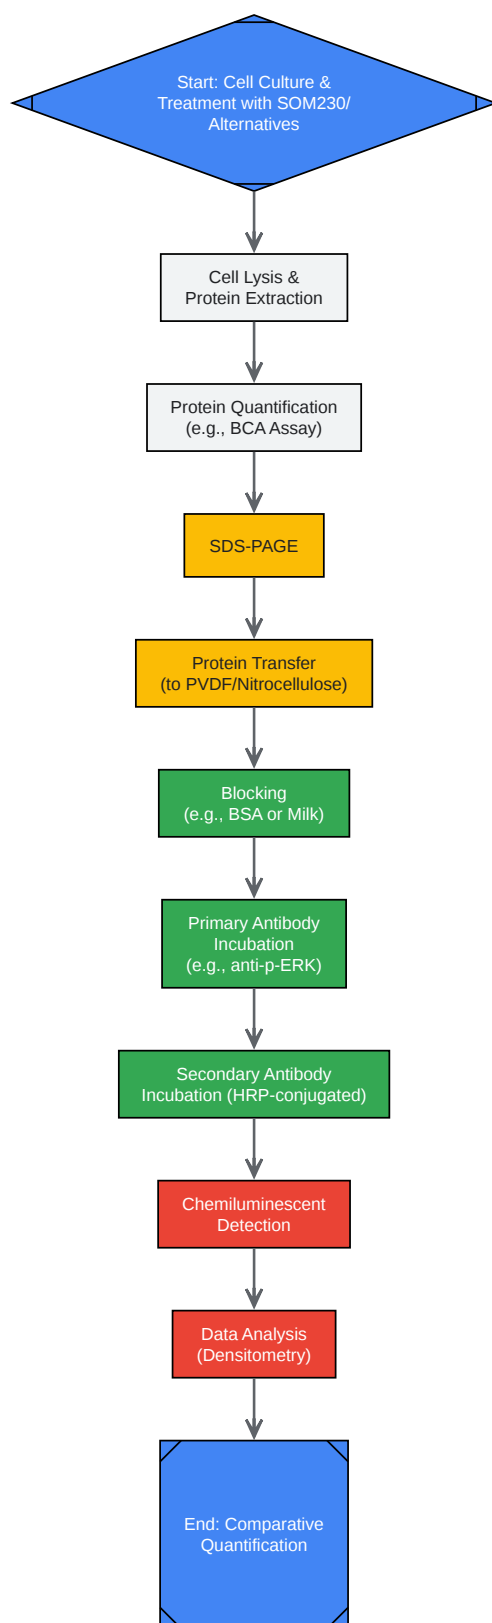 Start: Cell Culture &
Treatment with SOM230/
Alternatives
Cell Lysis &
Protein Extraction
Protein Quantification
(e.g., BCA Assay)
SDS-PAGE
Protein Transfer
(to PVDF/Nitrocellulose)
Blocking
(e.g., BSA or Milk)
Primary Antibody
Incubation
(e.g., anti-p-ERK)
Secondary Antibody
Incubation (HRP-conjugated)
Chemiluminescent
Detection
Data Analysis
(Densitometry)
End: Comparative
Quantification